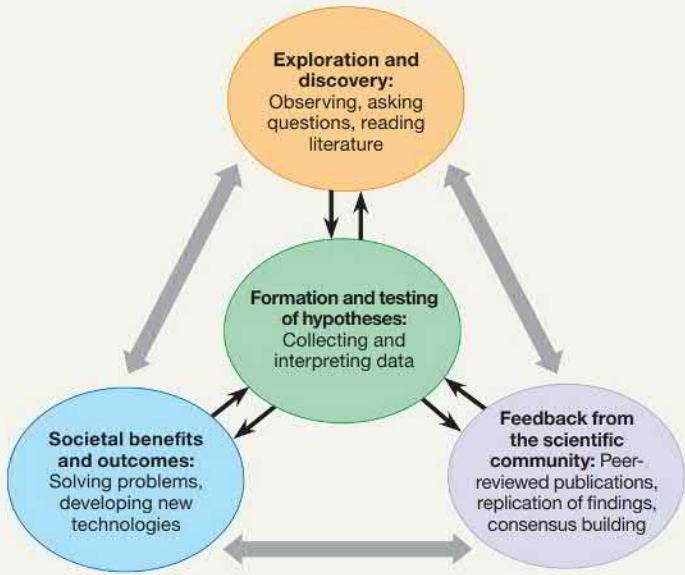 Exploration and
discovery:
Observing, asking
questions, reading
literature
Formation and testing
of hypotheses:
Collecting and
interpreting data
Societal benefits
and outcomes:
Solving problems,
developing new
technologies
Feedback from
the scientific
community: Peer-
reviewed publications,
replication of findings,
consensus building